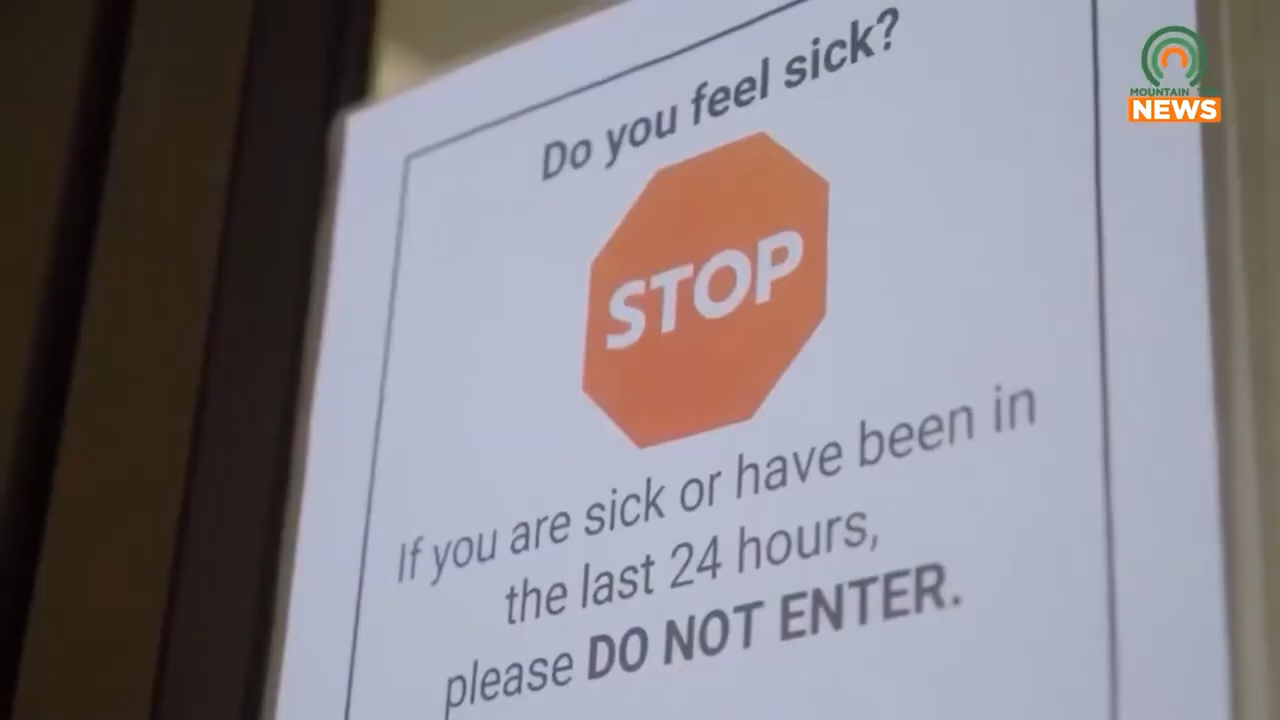 Do you feel sick?
STOP
If you are sick or have been in
the last 24 hours,
please DO NOT ENTER.
MOUNTAIN
NEWS